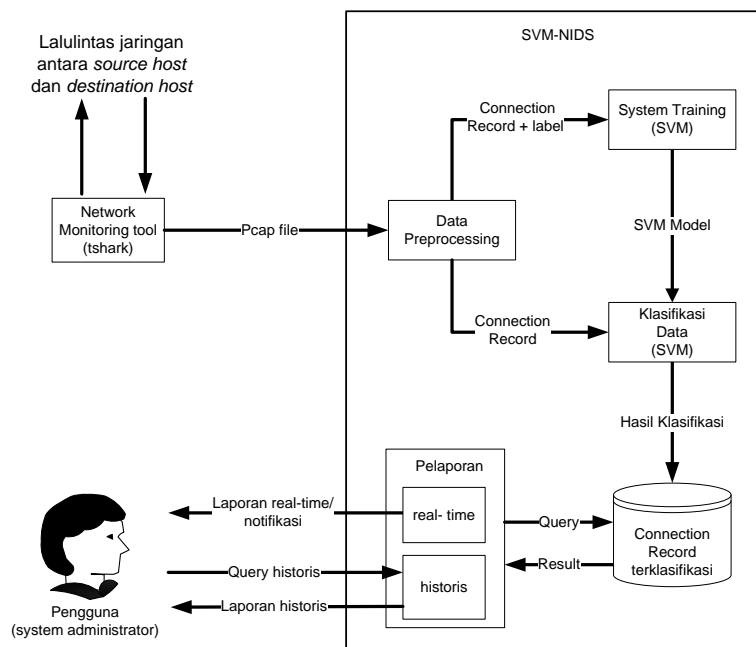 SVM-NIDS
Lalulintas jaringan
antara source host
dan destination host
Connection
Record + label
System Training
(SVM)
Network
Monitoring tool
(tshark)
Pcap file
Data
Preprocessing
SVM Model
Connection
Record
Klasifikasi
Data
(SVM)
Hasil Klasifikasi
Pelaporan
Laporan real-time/
notifikasi
real- time
Query
Connection
Record
terklasifikasi
Result
Query historis
historis
Laporan historis
Pengguna
(system administrator)